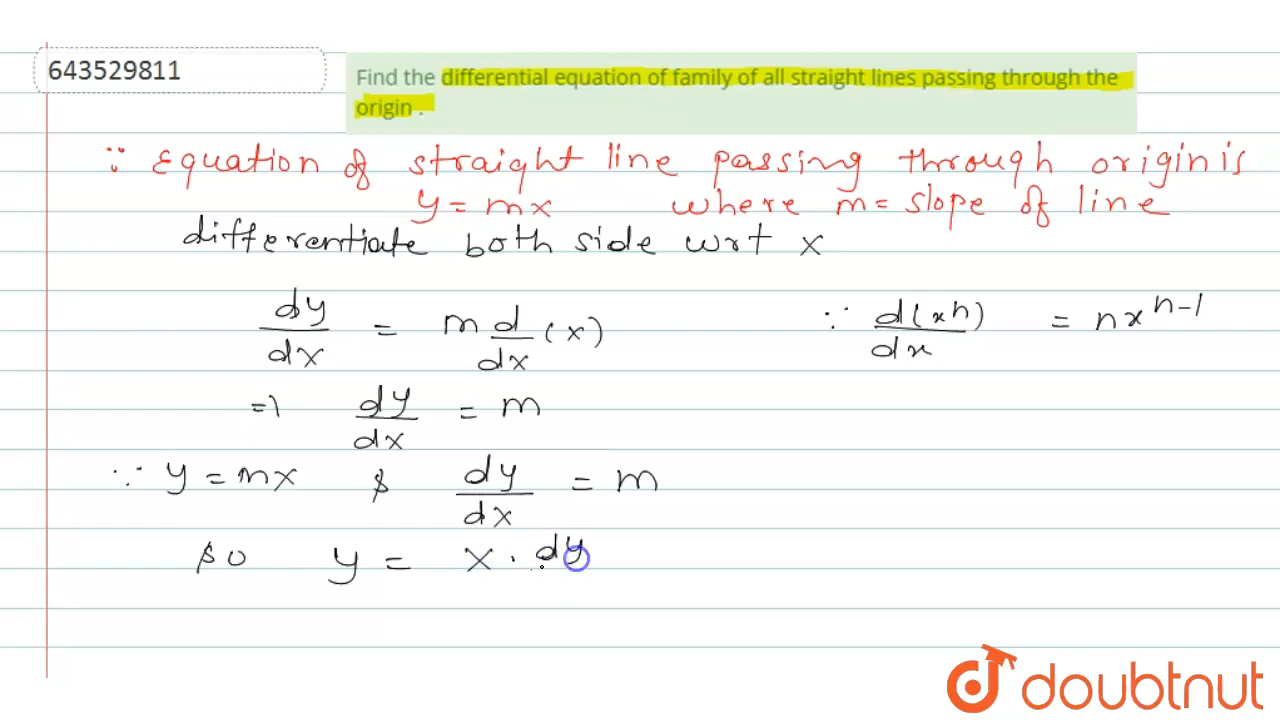 643529811
Find the differential equation of family of all straight lines passing through the
origin .
∵ Equation of straight line passing through origin is
y = mx where m = slope of line
differentiate both side wrt x
dy/dx = m d/dx (x) ∵ d(xⁿ)/dx = nxⁿ⁻¹
⇒ dy/dx = m
∵ y = mx & dy/dx = m
so y = x . dy
doubtnut